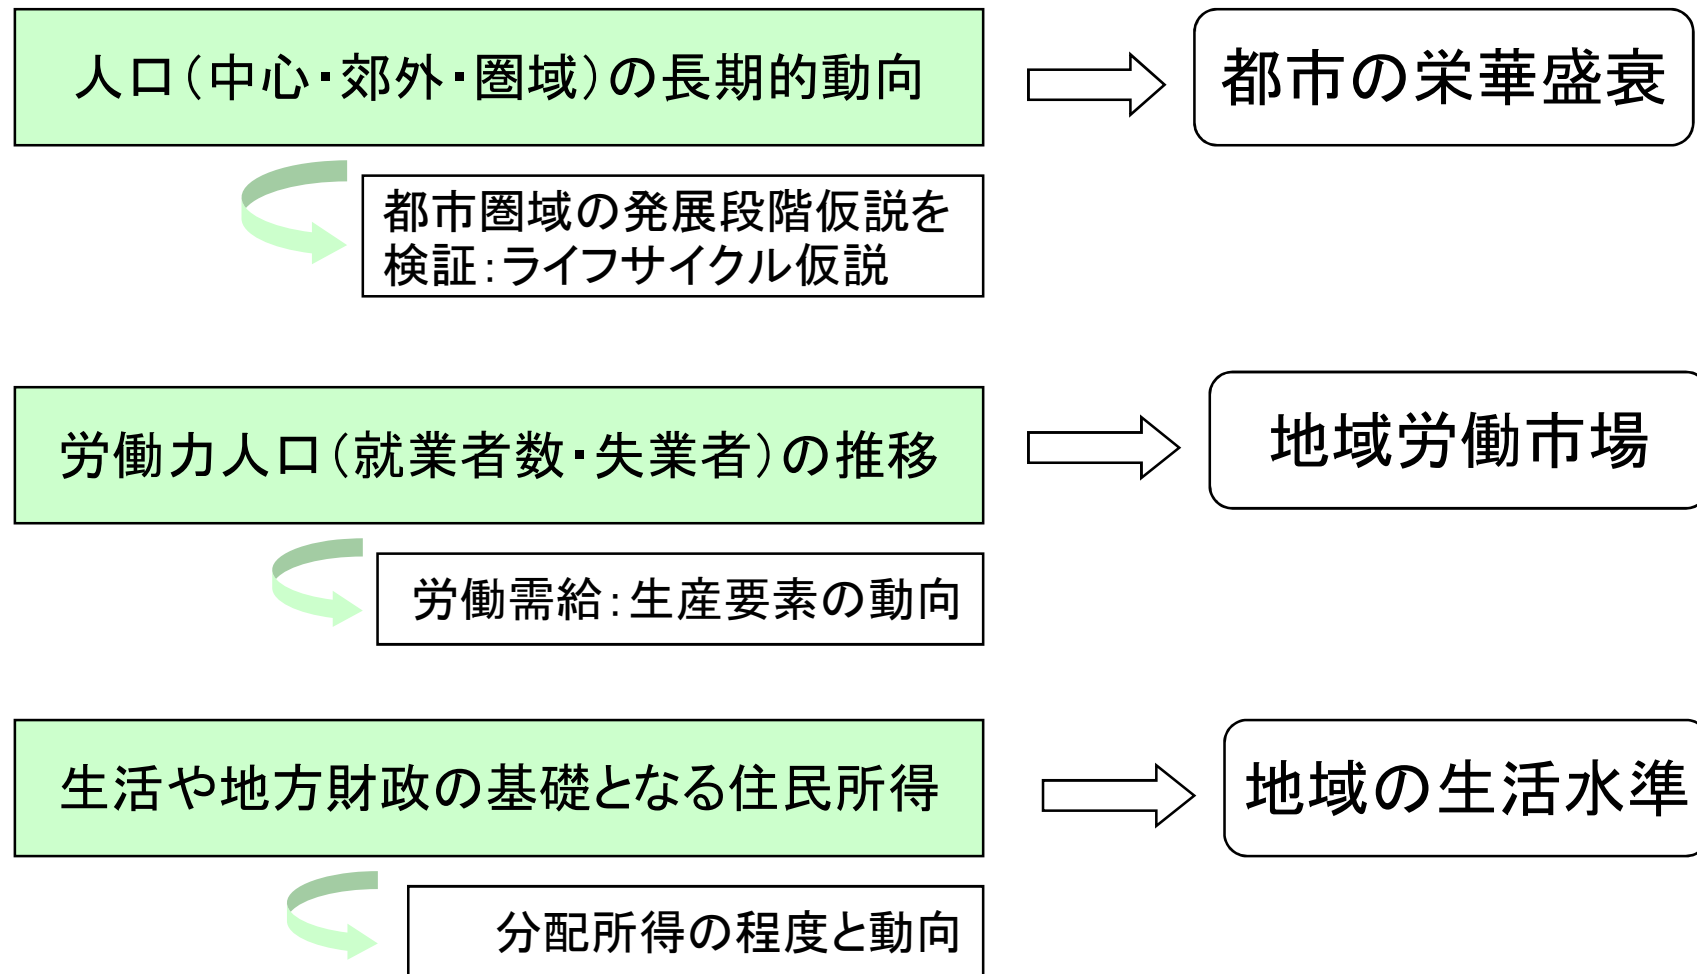 人口（中心・郊外・圏域）の長期的動向
都市の栄華盛衰
都市圏域の発展段階仮説を
検証：ライフサイクル仮説
労働力人口（就業者数・失業者）の推移
地域労働市場
労働需給：生産要素の動向
生活や地方財政の基礎となる住民所得
地域の生活水準
分配所得の程度と動向